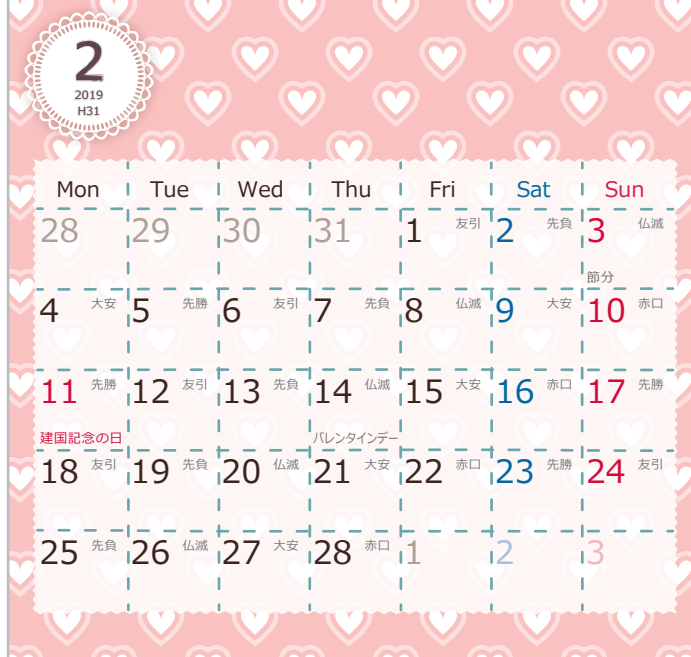 2
2019
H31
Mon Tue Wed Thu Fri Sat Sun
28 29 30 31 1 友引 2 先負 3 仏滅
節分
4 大安 5 先勝 6 友引 7 先負 8 仏滅 9 大安 10 赤口
11 先勝 12 友引 13 先負 14 仏滅 15 大安 16 赤口 17 先勝
建国記念の日 バレンタインデー
18 友引 19 先負 20 仏滅 21 大安 22 赤口 23 先勝 24 友引
25 先負 26 仏滅 27 大安 28 赤口 1 2 3